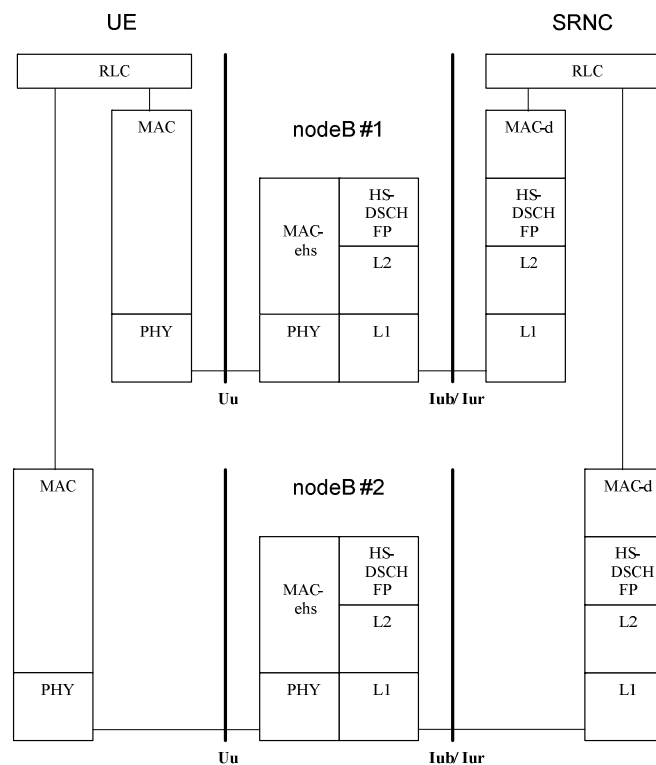 UE
SRNC
RLC
RLC
MAC
nodeB #1
MAC-d
MAC-
ehs
HS-
DSCH
FP
HS-
DSCH
FP
L2
L2
PHY
PHY
L1
L1
Uu
Iub/ Iur
MAC
nodeB #2
MAC-d
MAC-
ehs
HS-
DSCH
FP
HS-
DSCH
FP
L2
L2
PHY
PHY
L1
L1
Uu
Iub/ Iur